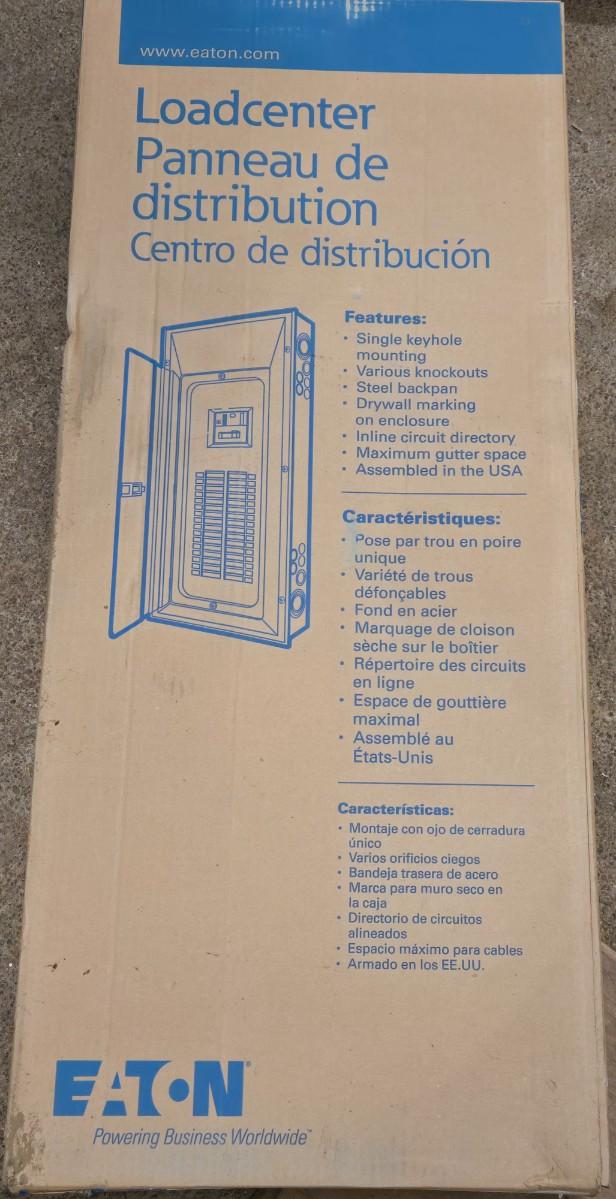 www.eaton.com
Loadcenter
Panneau de
distribution
Centro de distribución
Features:
• Single keyhole
mounting
• Various knockouts
• Steel backpan
• Drywall marking
on enclosure
• Inline circuit directory
• Maximum gutter space
• Assembled in the USA
Caractéristiques:
• Pose par trou en poire
unique
• Variété de trous
défonçables
• Fond en acier
• Marquage de cloison
sèche sur le boîtier
• Répertoire des circuits
en ligne
• Espace de gouttière
maximal
• Assemblé au
États-Unis
Características:
• Montaje con ojo de cerradura
único
• Varios orificios ciegos
• Bandeja trasera de acero
• Marca para muro seco en
la caja
• Directorio de circuitos
alineados
• Espacio máximo para cables
• Armado en los EE.UU.
EATON®
Powering Business Worldwide™